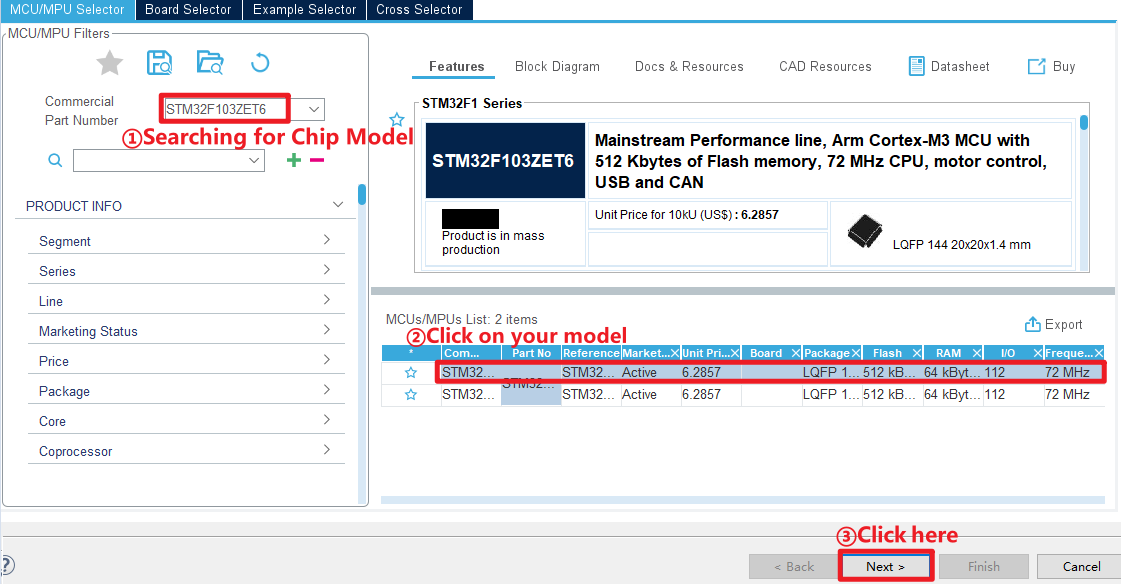 MCU/MPU Selector Board Selector Example Selector Cross Selector
MCU/MPU Filters
Commercial
Part Number
STM32F103ZET6
①Searching for Chip Model
PRODUCT INFO
Segment
Series
Line
Marketing Status
Price
Package
Core
Coprocessor
Features Block Diagram Docs & Resources CAD Resources Datasheet Buy
STM32F1 Series
STM32F103ZET6
Mainstream Performance line, Arm Cortex-M3 MCU with
512 Kbytes of Flash memory, 72 MHz CPU, motor control,
USB and CAN
Product is in mass
production
Unit Price for 10kU (US$) : 6.2857
LQFP 144 20x20x1.4 mm
MCUs/MPUs List: 2 items
Export
②Click on your model
* Com... Part No Reference Market... Unit Pri... Board Package Flash RAM I/O Freque...
STM32... STM32... STM32... Active 6.2857 LQFP 1... 512 kB... 64 kByt... 112 72 MHz
STM32... STM32... Active 6.2857 LQFP 1... 512 kB... 64 kByt... 112 72 MHz
③Click here
? < Back Next > Finish Cancel